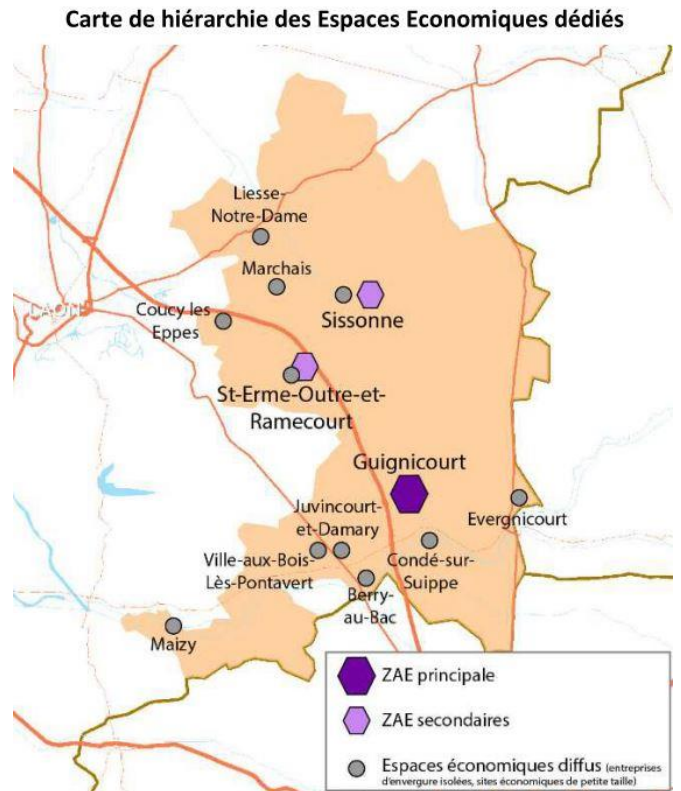 Carte de hiérarchie des Espaces Economiques dédiés
Liesse-
Notre-Dame
Marchais
LAON
Coucy les
Eppes
Sissonne
St-Erme-Outre-et-
Ramecourt
Guignicourt
Juvincourt-
et-Damary
Evergnicourt
Ville-aux-Bois-
Lès-Pontavert
Condé-sur-
Suippe
Berry-
au-Bac
Maizy
ZAE principale
ZAE secondaires
Espaces économiques diffus (entreprises
d'envergure isolées, sites économiques de petite taille)